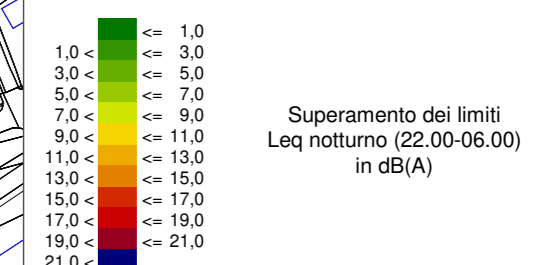 <= 1,0
1,0 < <= 3,0
3,0 < <= 5,0
5,0 < <= 7,0
7,0 < <= 9,0
9,0 < <= 11,0
11,0 < <= 13,0
13,0 < <= 15,0
15,0 < <= 17,0
17,0 < <= 19,0
19,0 < <= 21,0
21,0 <
Superamento dei limiti
Leq notturno (22.00-06.00)
in dB(A)